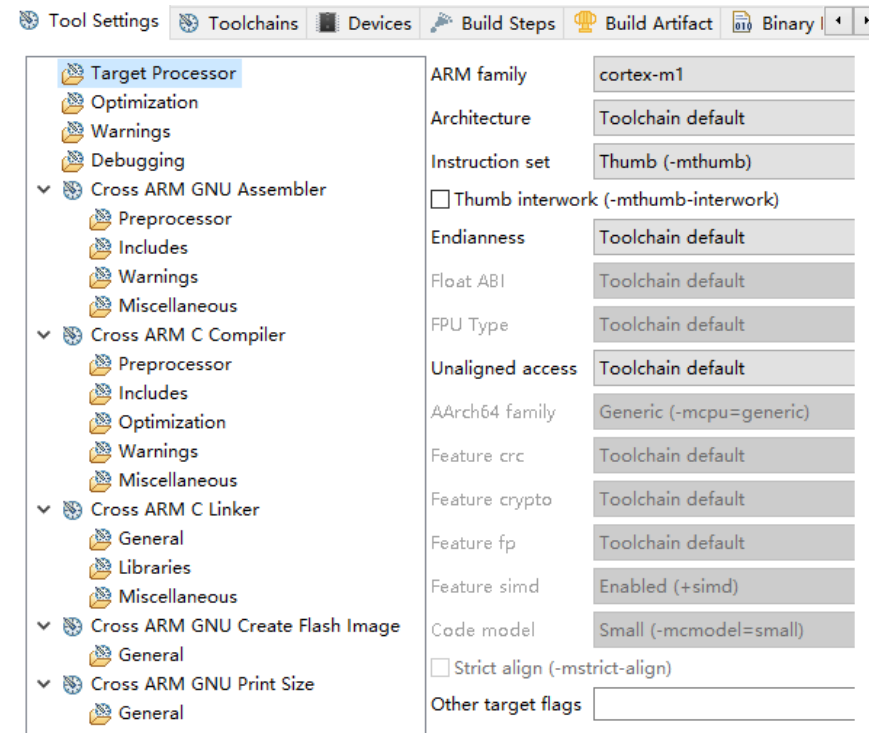 Tool Settings Toolchains Devices Build Steps Build Artifact Binary
Target Processor
Optimization
Warnings
Debugging
Cross ARM GNU Assembler
Preprocessor
Includes
Warnings
Miscellaneous
Cross ARM C Compiler
Preprocessor
Includes
Optimization
Warnings
Miscellaneous
Cross ARM C Linker
General
Libraries
Miscellaneous
Cross ARM GNU Create Flash Image
General
Cross ARM GNU Print Size
General
ARM family cortex-m1
Architecture Toolchain default
Instruction set Thumb (-mthumb)
Thumb interwork (-mthumb-interwork)
Endianness Toolchain default
Float ABI Toolchain default
FPU Type Toolchain default
Unaligned access Toolchain default
AArch64 family Generic (-mcpu=generic)
Feature crc Toolchain default
Feature crypto Toolchain default
Feature fp Toolchain default
Feature simd Enabled (+simd)
Code model Small (-mcmodel=small)
Strict align (-mstrict-align)
Other target flags